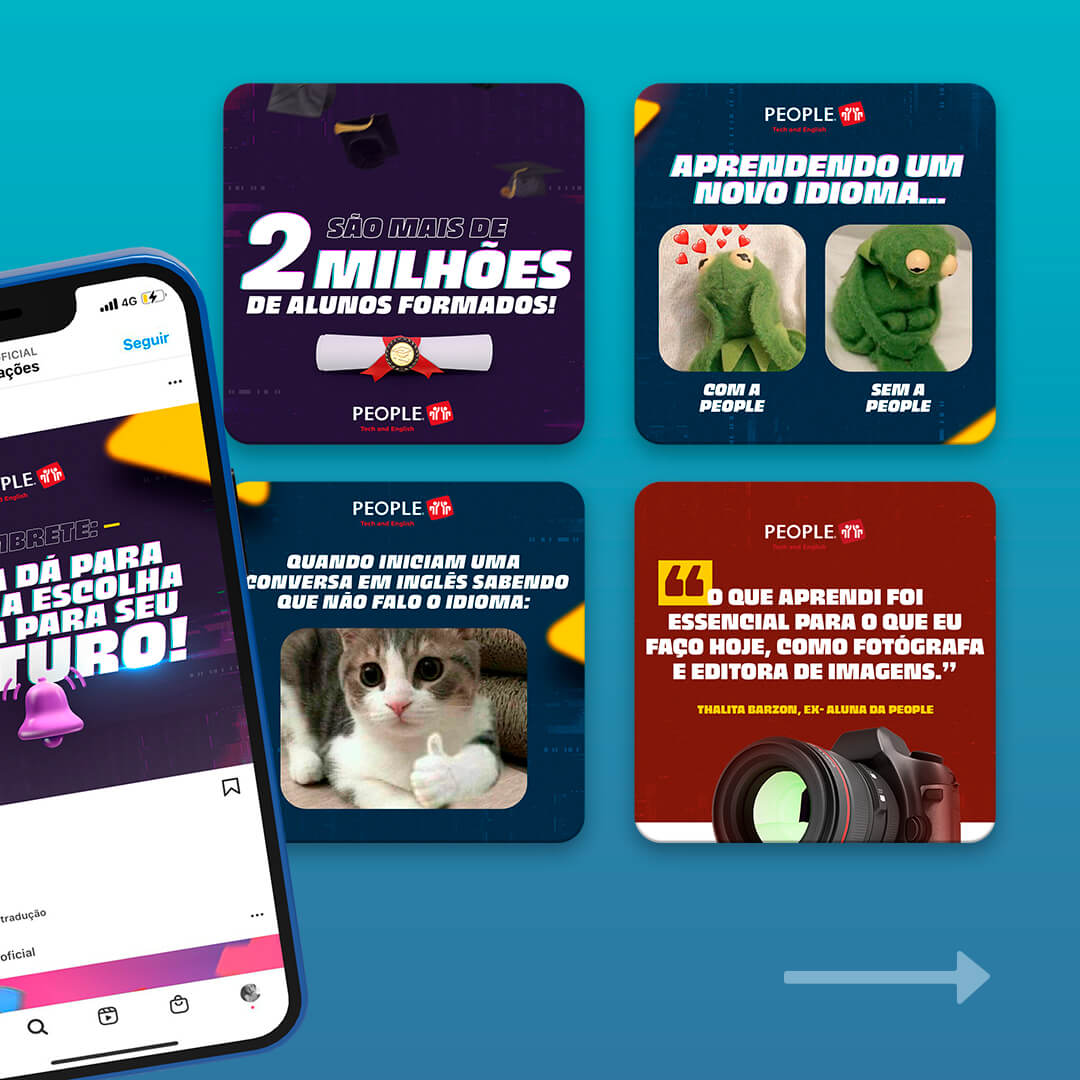 SÃO MAIS DE
2 MILHÕES
DE ALUNOS FORMADOS!
PEOPLE.
Tech and English
PEOPLE.
Tech and English
APRENDENDO UM
NOVO IDIOMA...
COM A
PEOPLE
SEM A
PEOPLE
4G
FICIAL
ações
Seguir
PLE.
English
MBRETE:
DÁ PARA
A ESCOLHA
PARA SEU
TURO!
tradução
oficial
PEOPLE.
Tech and English
QUANDO INICIAM UMA
CONVERSA EM INGLÊS SABENDO
QUE NÃO FALO O IDIOMA:
PEOPLE.
Tech and English
“O QUE APRENDI FOI
ESSENCIAL PARA O QUE EU
FAÇO HOJE, COMO FOTÓGRAFA
E EDITORA DE IMAGENS.”
THALITA BARZON, EX- ALUNA DA PEOPLE